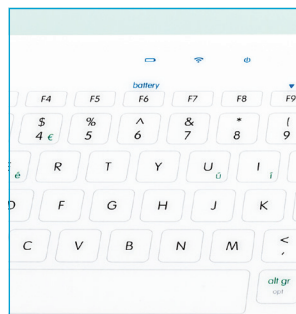 battery
F4 F5 F6 F7 F8 F9
$ % ^ & * (
4 € 5 6 7 8 9
é R T Y U û I î
D F G H J K
C V B N M <
,
alt gr
opt